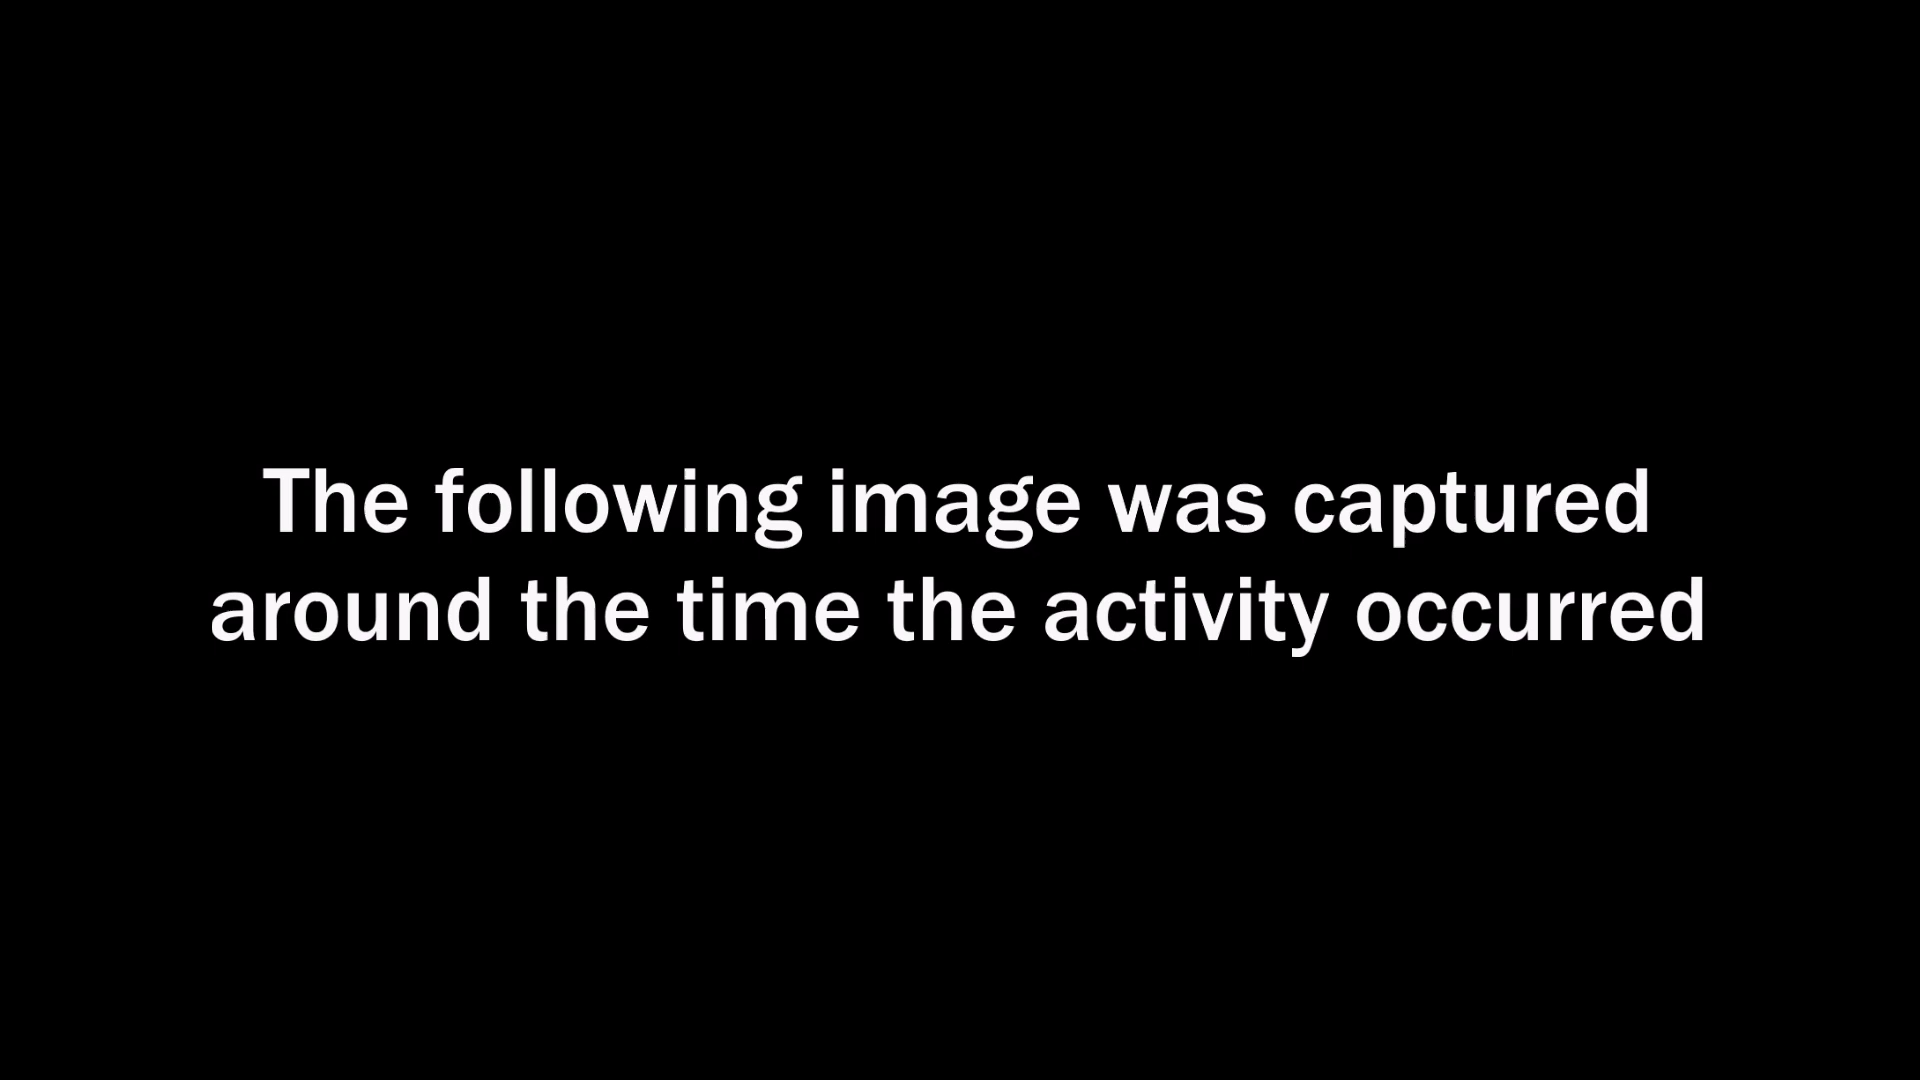 The following image was captured
around the time the activity occurred